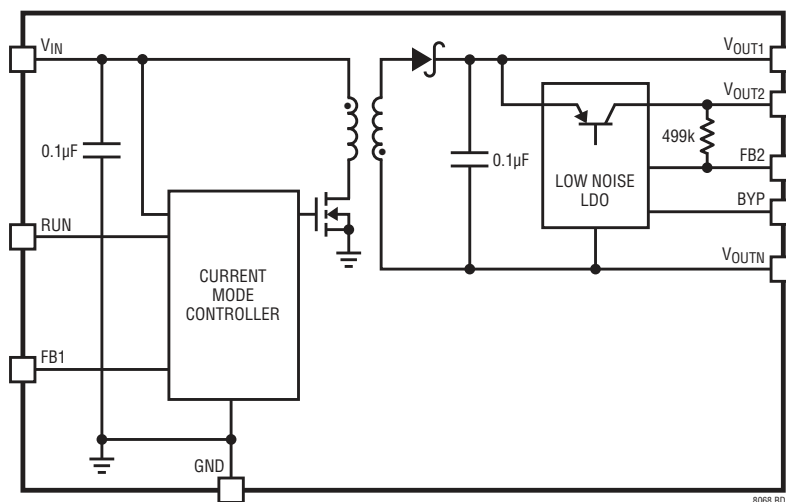 VIN
VOUT1
VOUT2
499k
0.1µF
0.1µF
FB2
LOW NOISE
LDO
BYP
RUN
VOUTN
CURRENT
MODE
CONTROLLER
FB1
GND
8068 BD